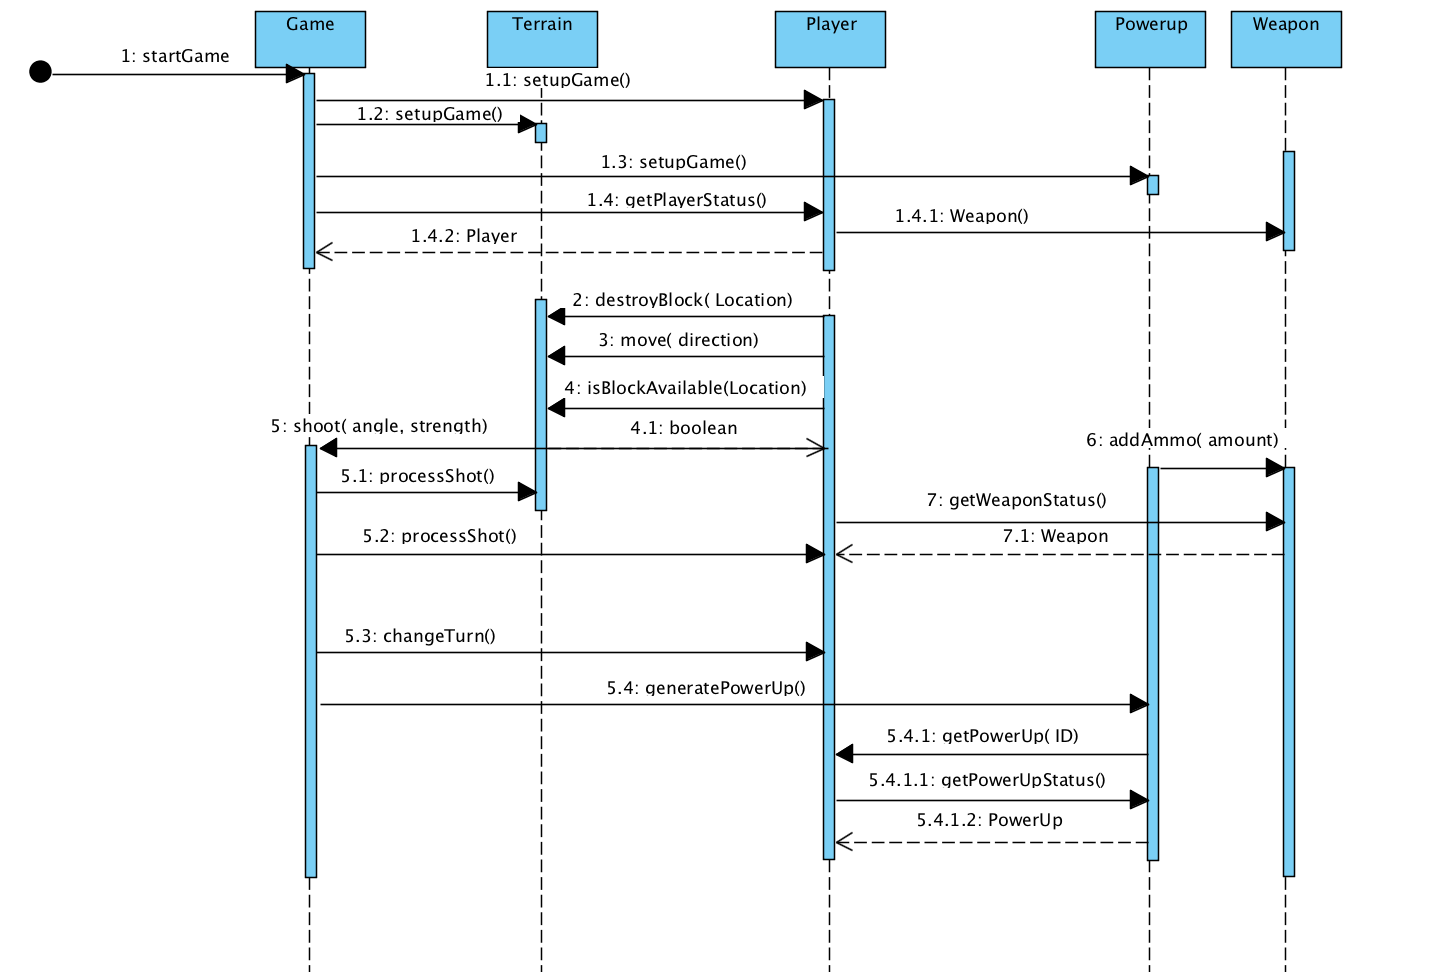 Game
Terrain
Player
Powerup
Weapon
1: startGame
1.1: setupGame()
1.2: setupGame()
1.3: setupGame()
1.4: getPlayerStatus()
1.4.1: Weapon()
1.4.2: Player
2: destroyBlock( Location)
3: move( direction)
4: isBlockAvailable(Location)
5: shoot( angle, strength)
4.1: boolean
6: addAmmo( amount)
5.1: processShot()
7: getWeaponStatus()
5.2: processShot()
7.1: Weapon
5.3: changeTurn()
5.4: generatePowerUp()
5.4.1: getPowerUp( ID)
5.4.1.1: getPowerUpStatus()
5.4.1.2: PowerUp